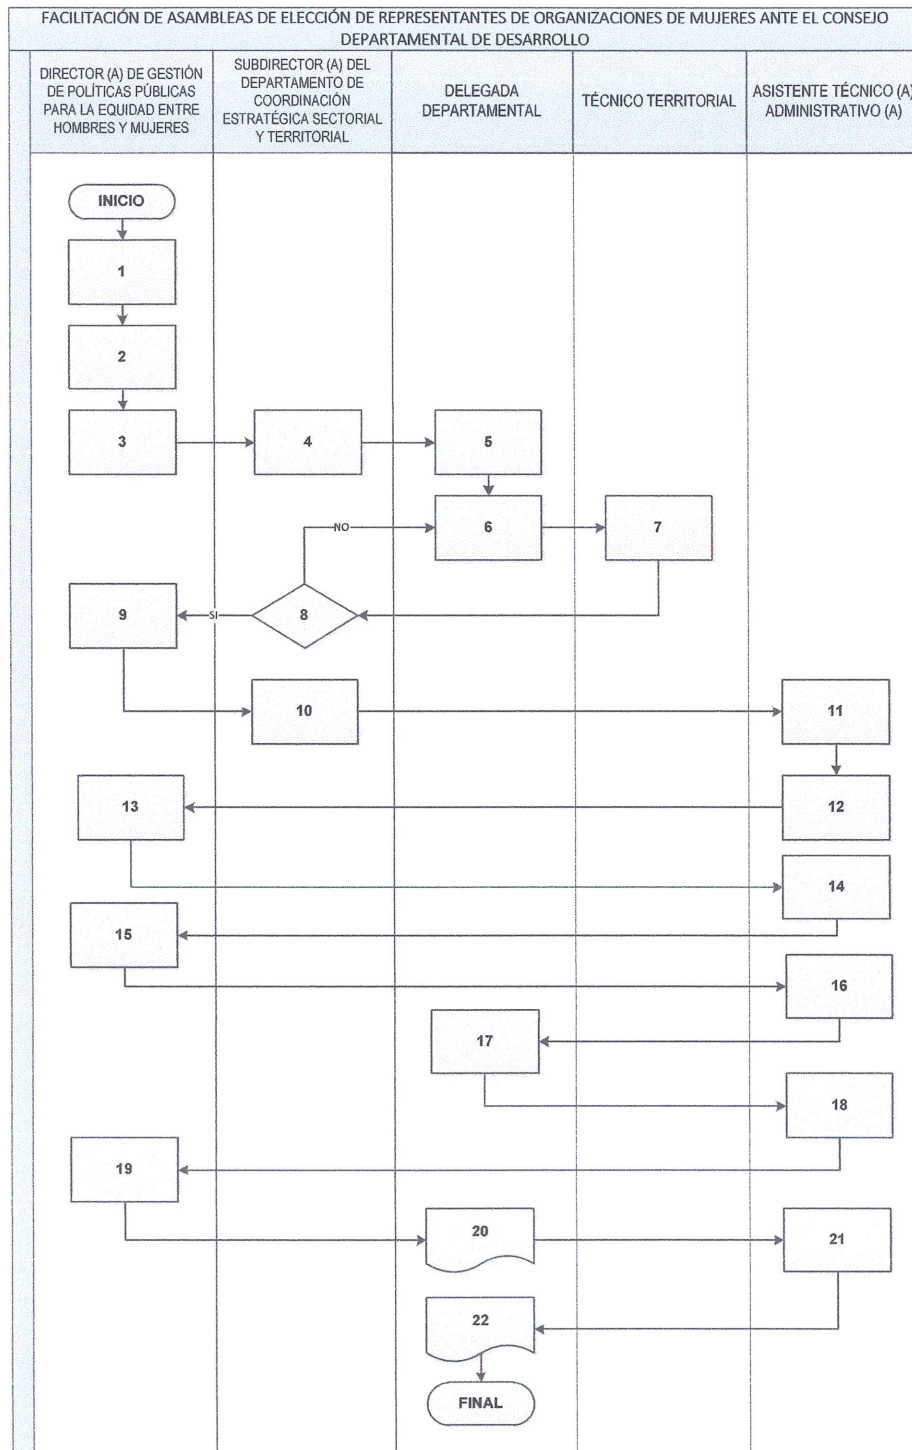 FACILITACIÓN DE ASAMBLEAS DE ELECCIÓN DE REPRESENTANTES DE ORGANIZACIONES DE MUJERES ANTE EL CONSEJO
DEPARTAMENTAL DE DESARROLLO
DIRECTOR (A) DE GESTIÓN
DE POLÍTICAS PÚBLICAS
PARA LA EQUIDAD ENTRE
HOMBRES Y MUJERES
SUBDIRECTOR (A) DEL
DEPARTAMENTO DE
COORDINACIÓN
ESTRATÉGICA SECTORIAL
Y TERRITORIAL
DELEGADA
DEPARTAMENTAL
TÉCNICO TERRITORIAL
ASISTENTE TÉCNICO (A)
ADMINISTRATIVO (A)
INICIO
1
2
3
4
5
6
7
NO
8
SI
9
10
11
12
13
14
15
16
17
18
19
20
21
22
FINAL